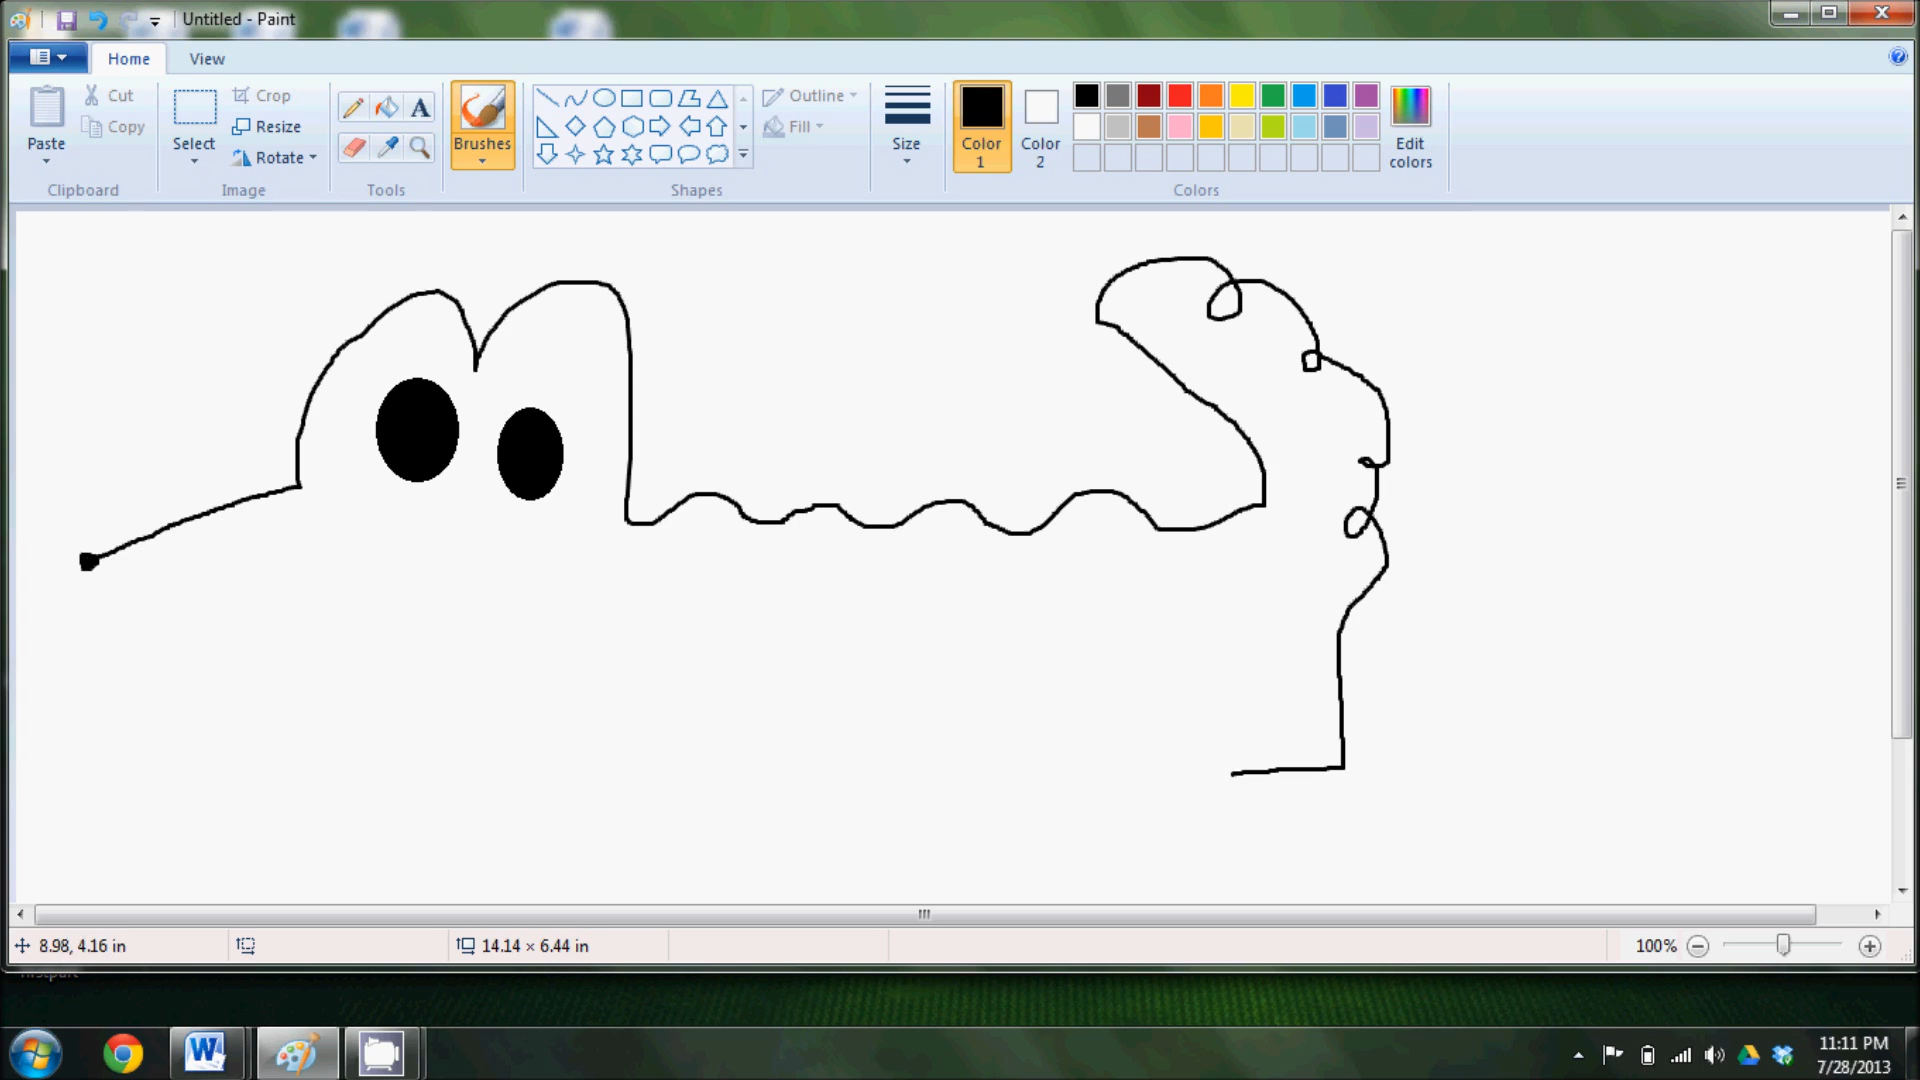 Untitled - Paint
Home View
Paste
Cut
Copy
Clipboard
Select
Crop
Resize
Rotate
Image
A
Tools
Brushes
Shapes
Outline
Fill
Size
Color 1
Color 2
Edit colors
Colors
8.98, 4.16 in
14.14 × 6.44 in
100%
W
11:11 PM
7/28/2013